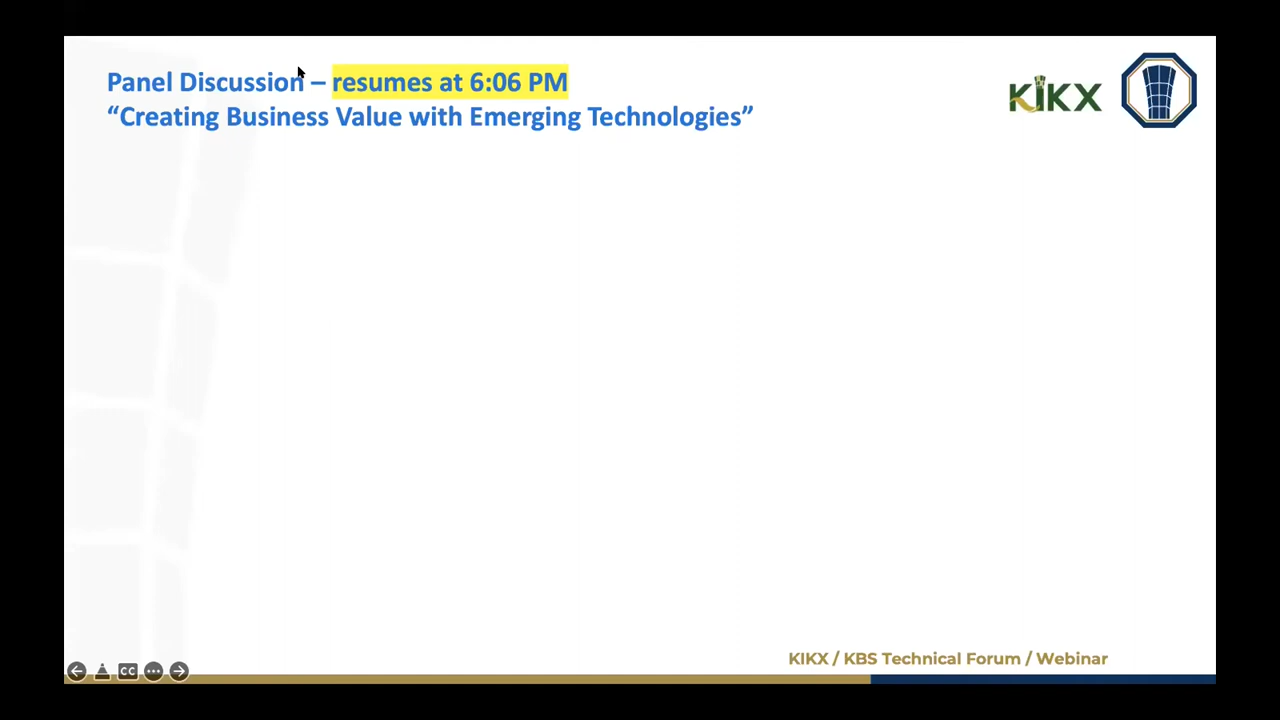 Panel Discussion – resumes at 6:06 PM
“Creating Business Value with Emerging Technologies”
KIKX
CC
KIKX / KBS Technical Forum / Webinar